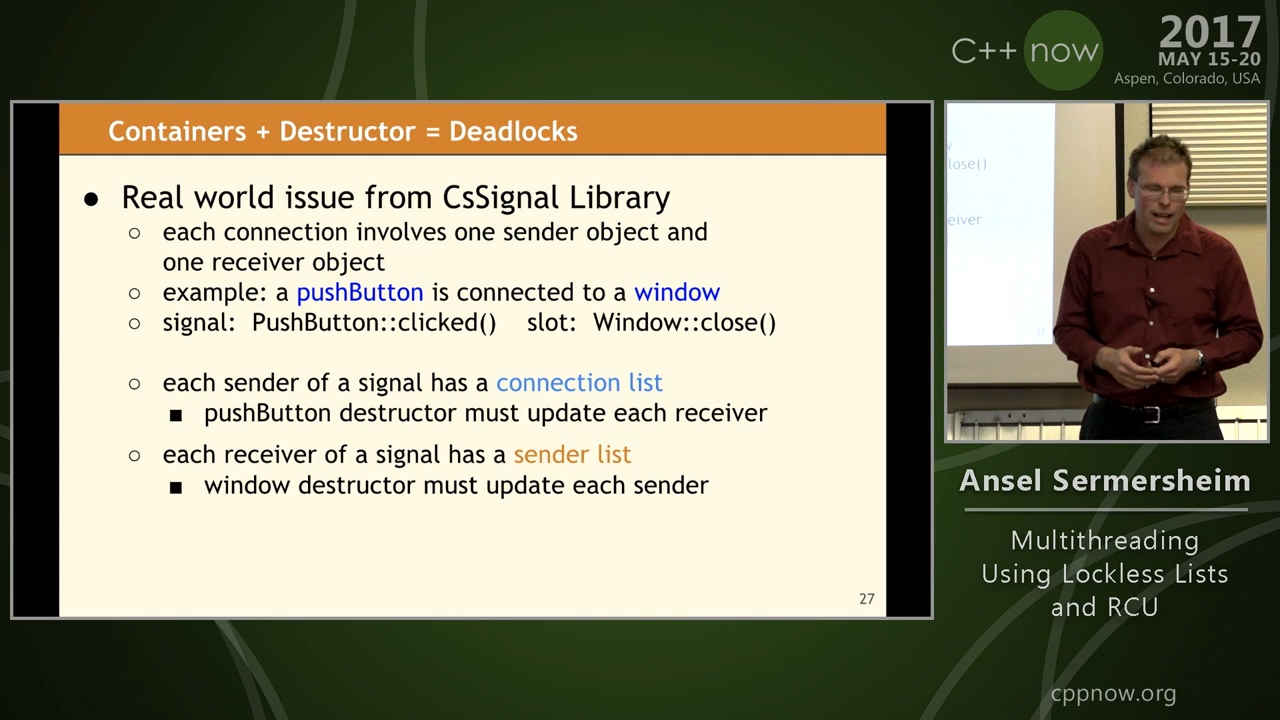 C++ now
2017
MAY 15-20
Aspen, Colorado, USA
Containers + Destructor = Deadlocks
● Real world issue from CsSignal Library
○ each connection involves one sender object and
one receiver object
○ example: a pushButton is connected to a window
○ signal: PushButton::clicked() slot: Window::close()
○ each sender of a signal has a connection list
■ pushButton destructor must update each receiver
○ each receiver of a signal has a sender list
■ window destructor must update each sender
27
lose()
eiver
27
Ansel Sermersheim
Multithreading
Using Lockless Lists
and RCU
cppnow.org